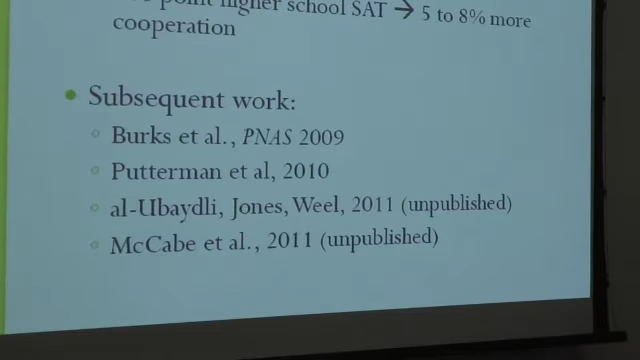 point higher school SAT → 5 to 8% more
cooperation
Subsequent work:
Burks et al., PNAS 2009
Putterman et al, 2010
al-Ubaydli, Jones, Weel, 2011 (unpublished)
McCabe et al., 2011 (unpublished)